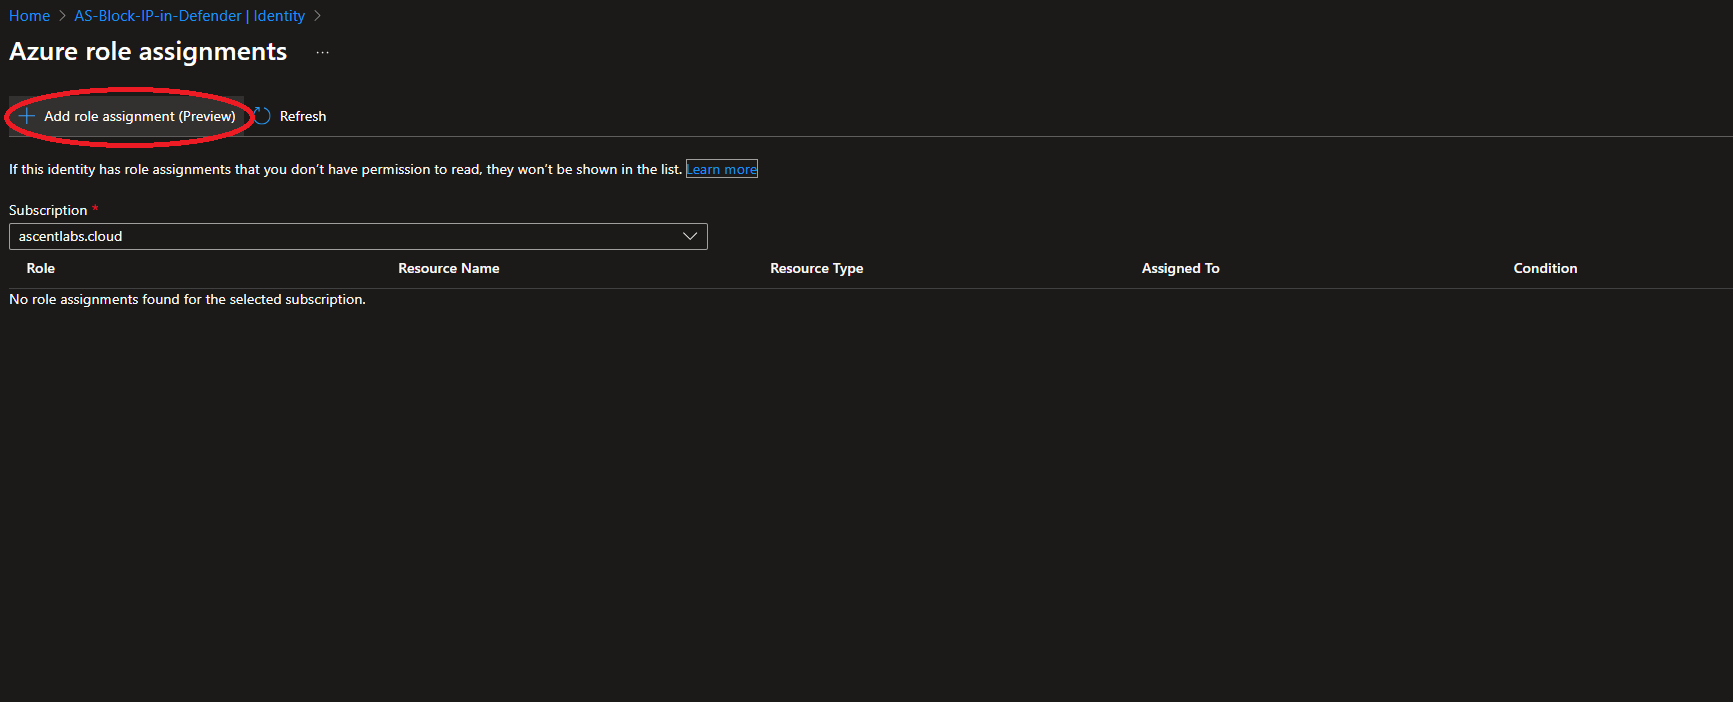 Home > AS-Block-IP-in-Defender | Identity >
Azure role assignments ...
+ Add role assignment (Preview) Refresh
If this identity has role assignments that you don’t have permission to read, they won’t be shown in the list. Learn more
Subscription *
ascentlabs.cloud
Role Resource Name Resource Type Assigned To Condition
No role assignments found for the selected subscription.